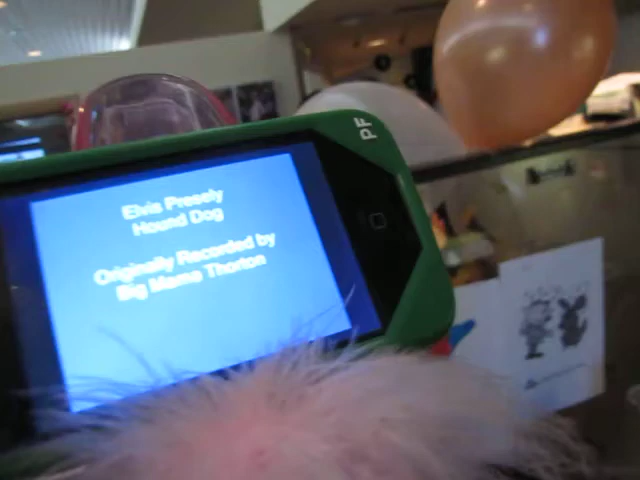 PF
Elvis Presely
Hound Dog
Originally Recorded by
Big Mama Thorton